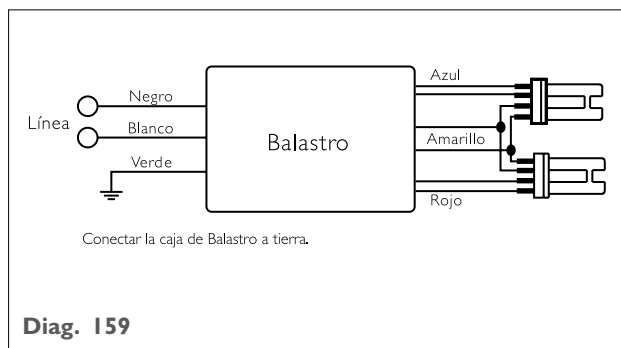 Línea
Negro
Blanco
Verde
Balastro
Azul
Amarillo
Rojo
Conectar la caja de Balastro a tierra.
Diag. 159